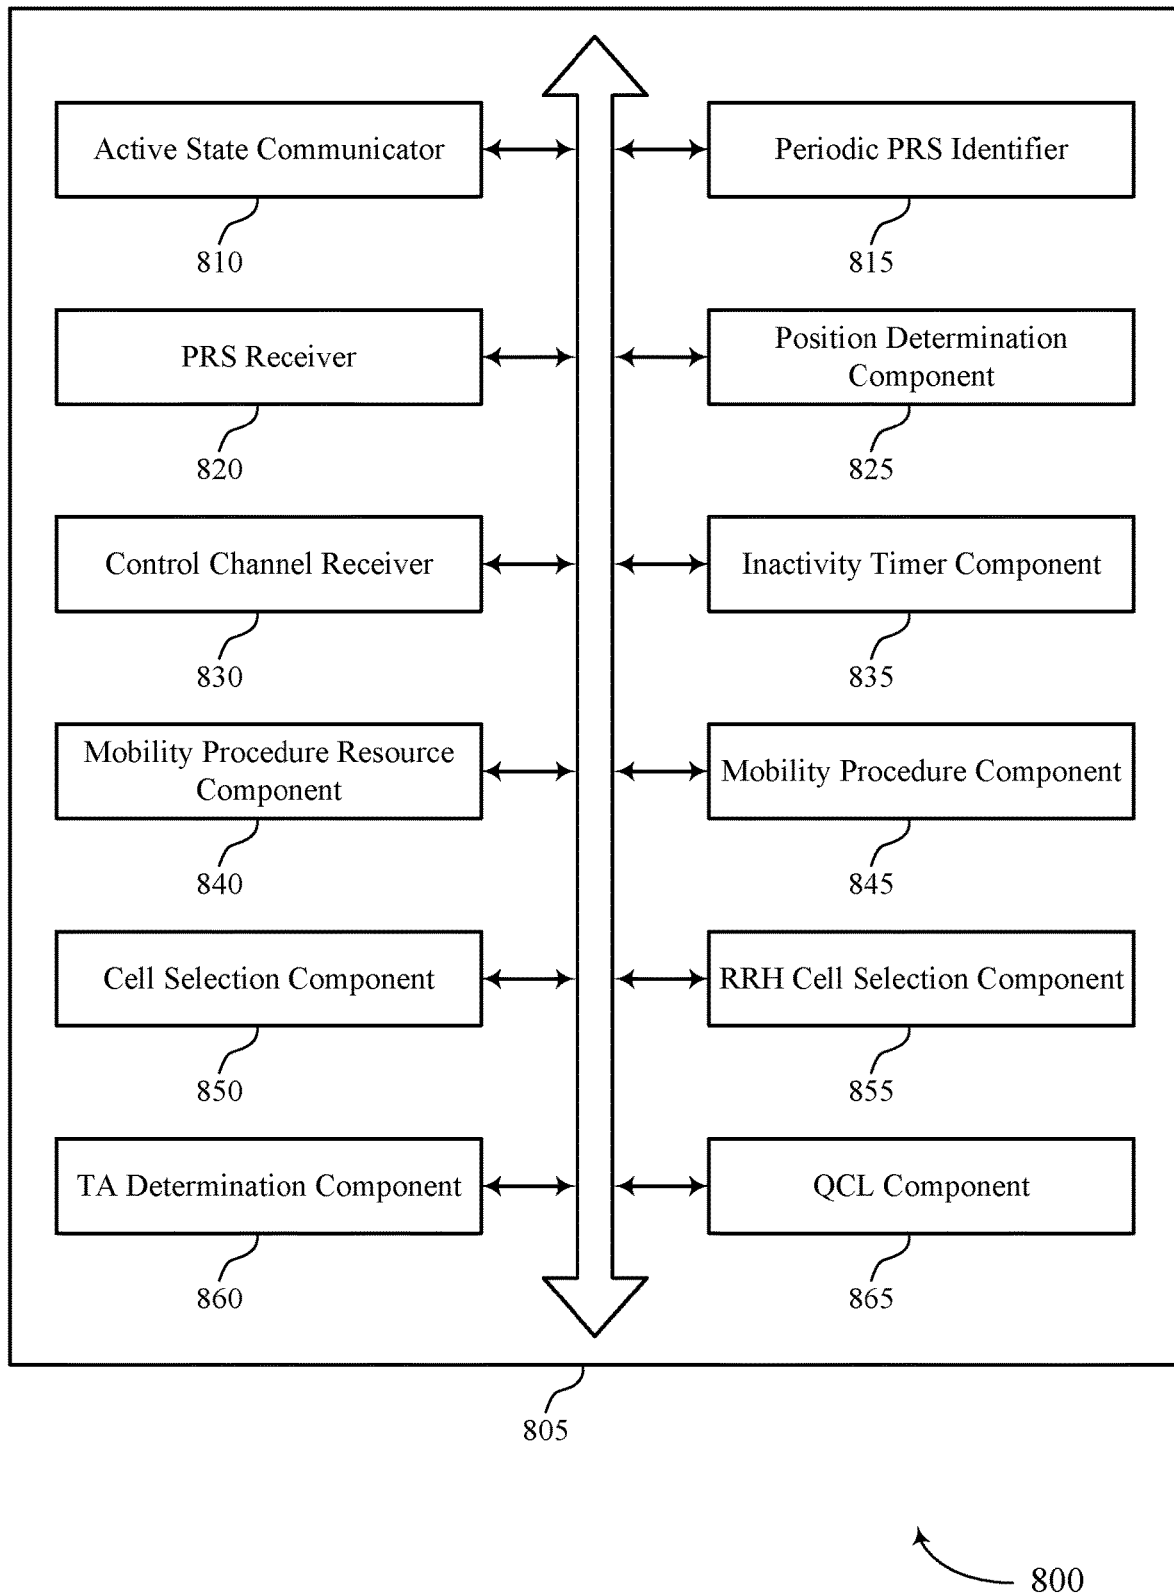 Active State Communicator
Periodic PRS Identifier
810
815
PRS Receiver
Position Determination
Component
820
825
Control Channel Receiver
Inactivity Timer Component
830
835
Mobility Procedure Resource
Component
Mobility Procedure Component
840
845
Cell Selection Component
RRH Cell Selection Component
850
855
TA Determination Component
QCL Component
860
865
805
800